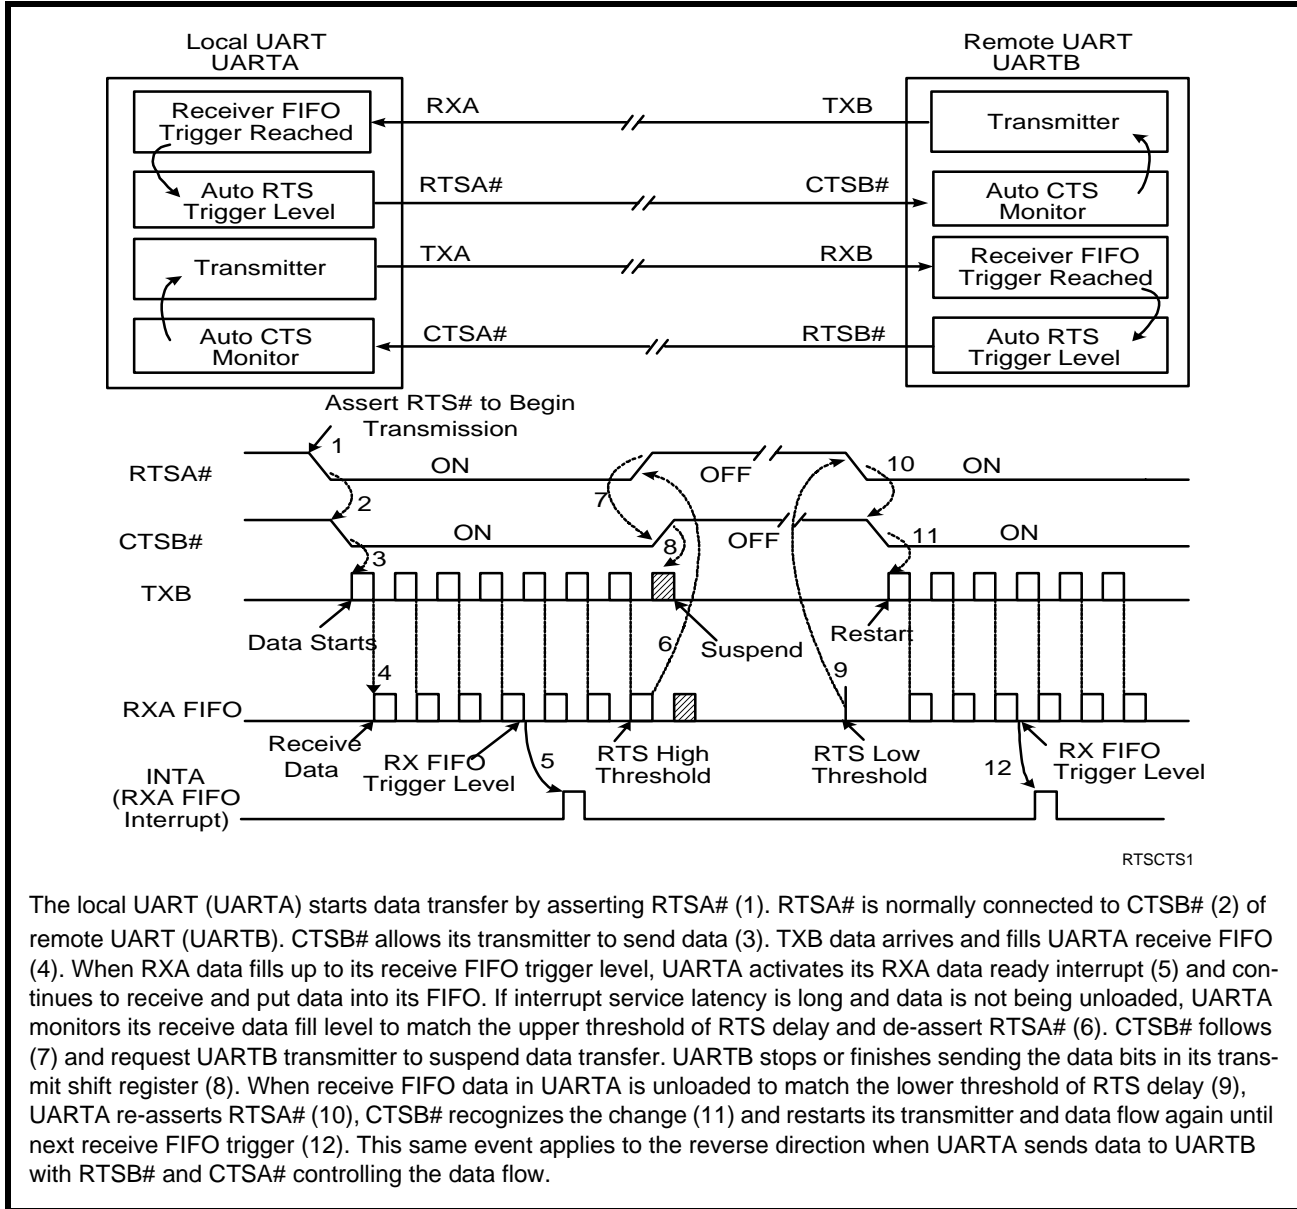 Local UART
UARTA
Remote UART
UARTB
Receiver FIFO
Trigger Reached
RXA
TXB
Transmitter
Auto RTS
Trigger Level
RTSA#
CTSB#
Auto CTS
Monitor
Transmitter
TXA
RXB
Receiver FIFO
Trigger Reached
Auto CTS
Monitor
CTSA#
RTSB#
Auto RTS
Trigger Level
Assert RTS# to Begin
Transmission
1
RTSA#
ON
OFF
10
ON
2
7
CTSB#
ON
8
OFF
11
ON
3
TXB
Data Starts
6
Suspend
Restart
4
9
RXA FIFO
Receive
Data
RX FIFO
Trigger Level
5
RTS High
Threshold
RTS Low
Threshold
12
RX FIFO
Trigger Level
INTA
(RXA FIFO
Interrupt)
RTSCTS1
The local UART (UARTA) starts data transfer by asserting RTSA# (1). RTSA# is normally connected to CTSB# (2) of
remote UART (UARTB). CTSB# allows its transmitter to send data (3). TXB data arrives and fills UARTA receive FIFO
(4). When RXA data fills up to its receive FIFO trigger level, UARTA activates its RXA data ready interrupt (5) and con-
tinues to receive and put data into its FIFO. If interrupt service latency is long and data is not being unloaded, UARTA
monitors its receive data fill level to match the upper threshold of RTS delay and de-assert RTSA# (6). CTSB# follows
(7) and request UARTB transmitter to suspend data transfer. UARTB stops or finishes sending the data bits in its trans-
mit shift register (8). When receive FIFO data in UARTA is unloaded to match the lower threshold of RTS delay (9),
UARTA re-asserts RTSA# (10), CTSB# recognizes the change (11) and restarts its transmitter and data flow again until
next receive FIFO trigger (12). This same event applies to the reverse direction when UARTA sends data to UARTB
with RTSB# and CTSA# controlling the data flow.